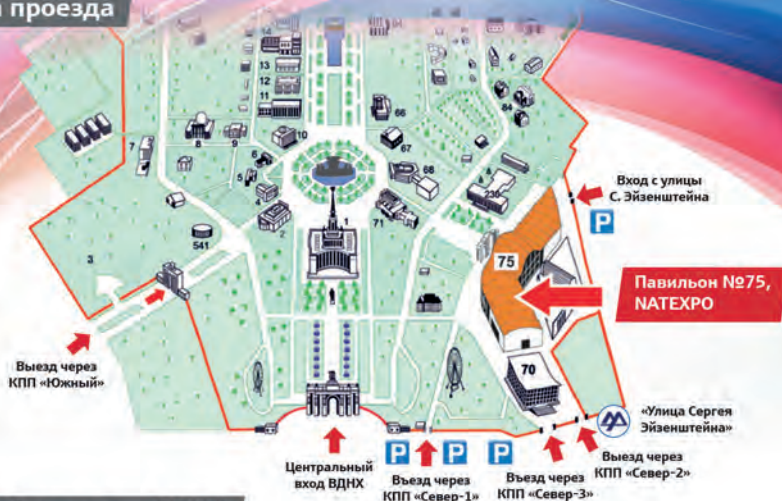 проезда
14
13
12
11
10
9
8
7
6
5
4
2
1
3
541
66
67
68
71
84
230
75
70
Вход с улицы
С. Эйзенштейна
P
Павильон №75,
NATEXPO
Выезд через
КПП «Южный»
Центральный
вход ВДНХ
P
P
P
Въезд через
КПП «Север-1»
Въезд через
КПП «Север-3»
Выезд через
КПП «Север-2»
«Улица Сергея
Эйзенштейна»